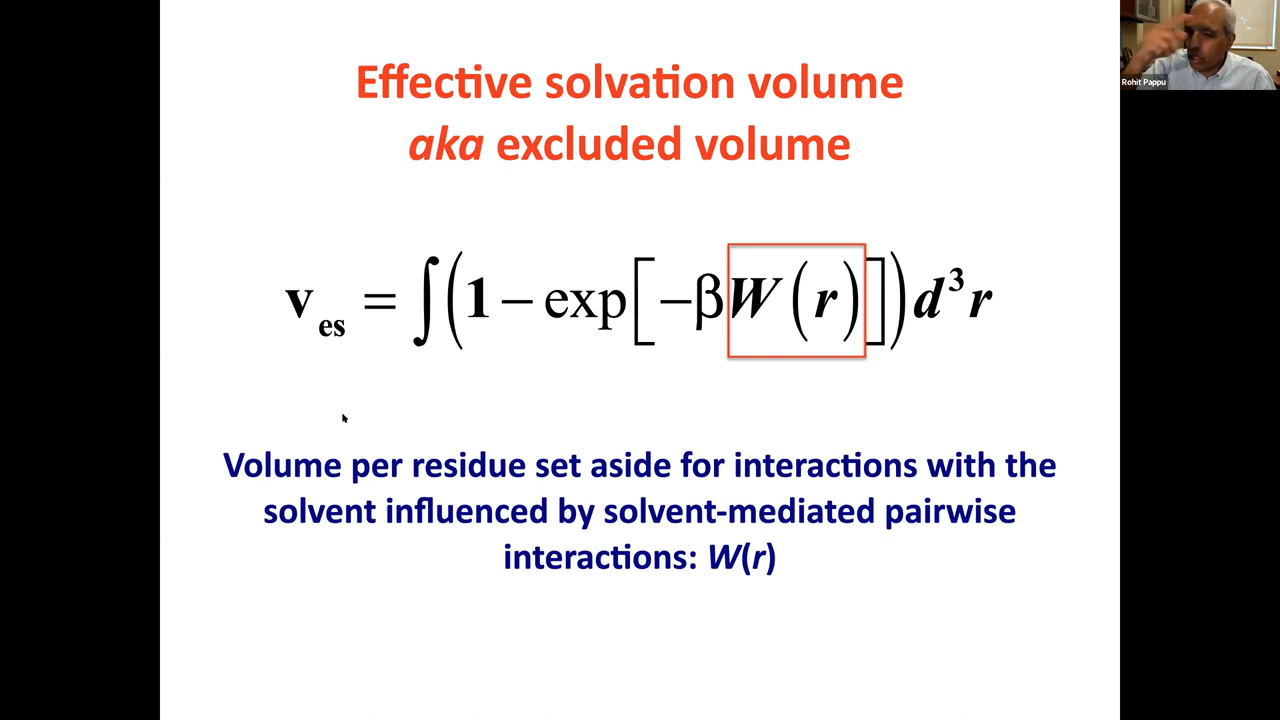 Effective solvation volume
aka excluded volume
v_es = ∫(1 − exp[−βW(r)])d³r
Volume per residue set aside for interactions with the
solvent influenced by solvent-mediated pairwise
interactions: W(r)
Rohit Pappu